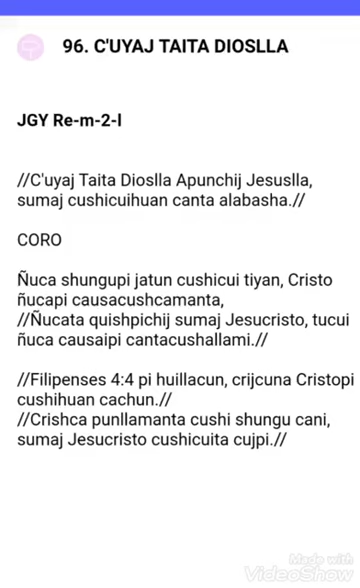 96. C'UYAJ TAITA DIOSLLA
JGY Re-m-2-I
//C'uyaj Taita Dioslla Apunchij Jesuslla,
sumaj cushicuihuan canta alabasha.//
CORO
Ñuca shungupi jatun cushicui tiyan, Cristo
ñucapi causacushcamanta,
//Ñucata quishpichij sumaj Jesucristo, tucui
ñuca causaipi cantacushallami.//
//Filipenses 4:4 pi huillacun, crijcuna Cristopi
cushihuan cachun.//
//Crishca punllamanta cushi shungu cani,
sumaj Jesucristo cushicuita cujpi.//
Made with
VideoShow